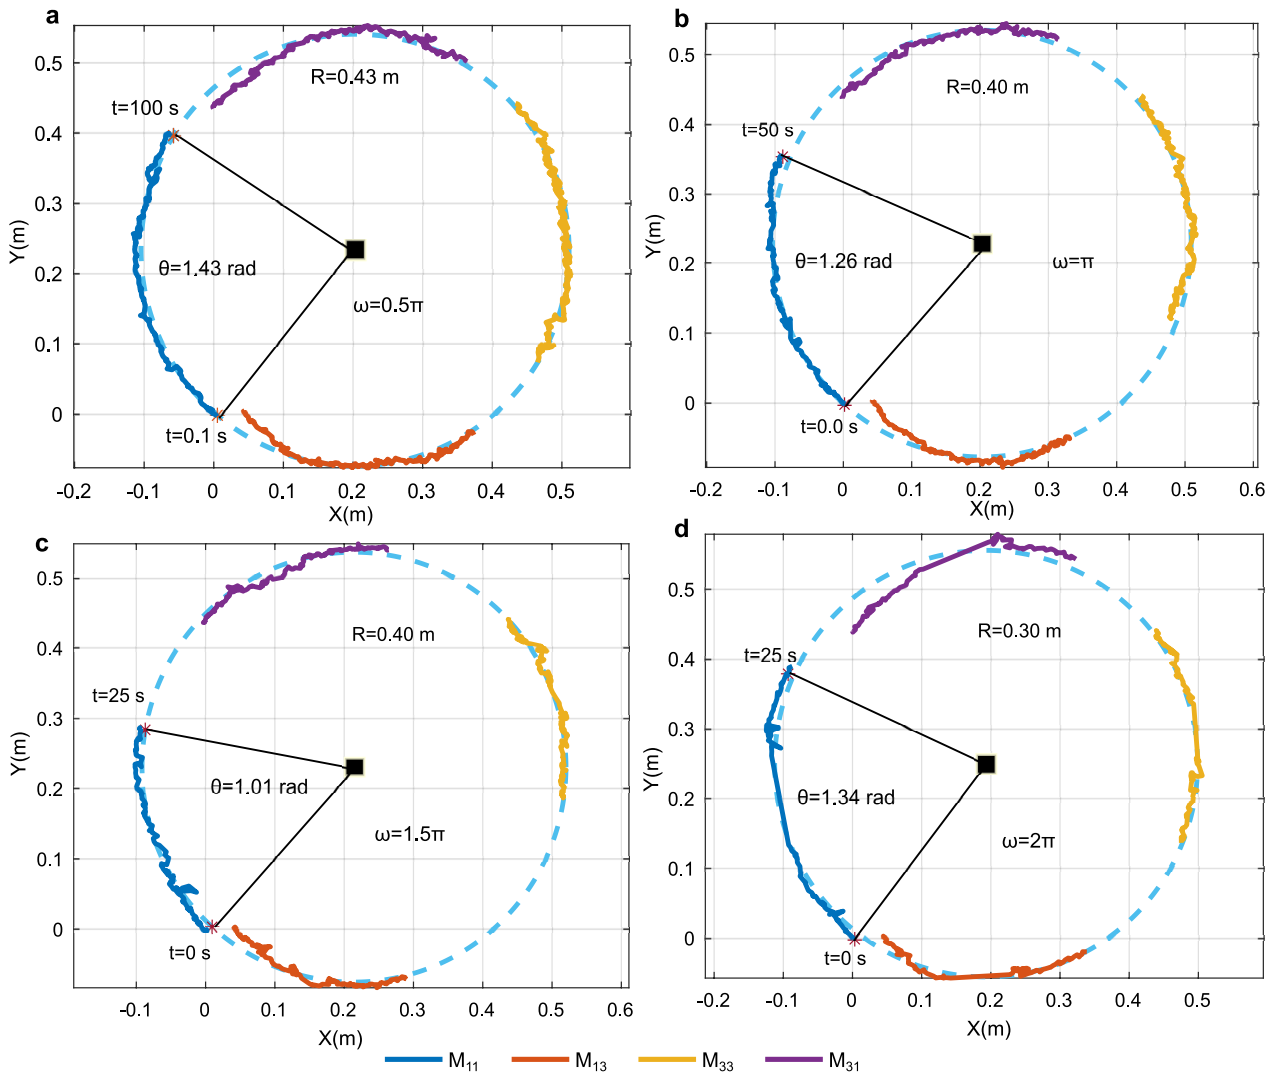 a
0.5
0.4
0.3
0.2
0.1
0
Y(m)
R=0.43 m
t=100 s
θ=1.43 rad
ω=0.5π
t=0.1 s
-0.2
-0.1
0
0.1
0.2
0.3
0.4
0.5
X(m)
b
0.5
0.4
0.3
0.2
0.1
0
Y(m)
R=0.40 m
t=50 s
θ=1.26 rad
ω=π
t=0.0 s
-0.2
-0.1
0
0.1
0.2
0.3
0.4
0.5
0.6
X(m)
c
0.5
0.4
0.3
0.2
0.1
0
Y(m)
R=0.40 m
t=25 s
θ=1.01 rad
ω=1.5π
t=0 s
-0.1
0
0.1
0.2
0.3
0.4
0.5
0.6
X(m)
d
0.5
0.4
0.3
0.2
0.1
0
Y(m)
R=0.30 m
t=25 s
θ=1.34 rad
ω=2π
t=0 s
-0.2
-0.1
0
0.1
0.2
0.3
0.4
0.5
X(m)
M₁₁ M₁₃ M₃₃ M₃₁